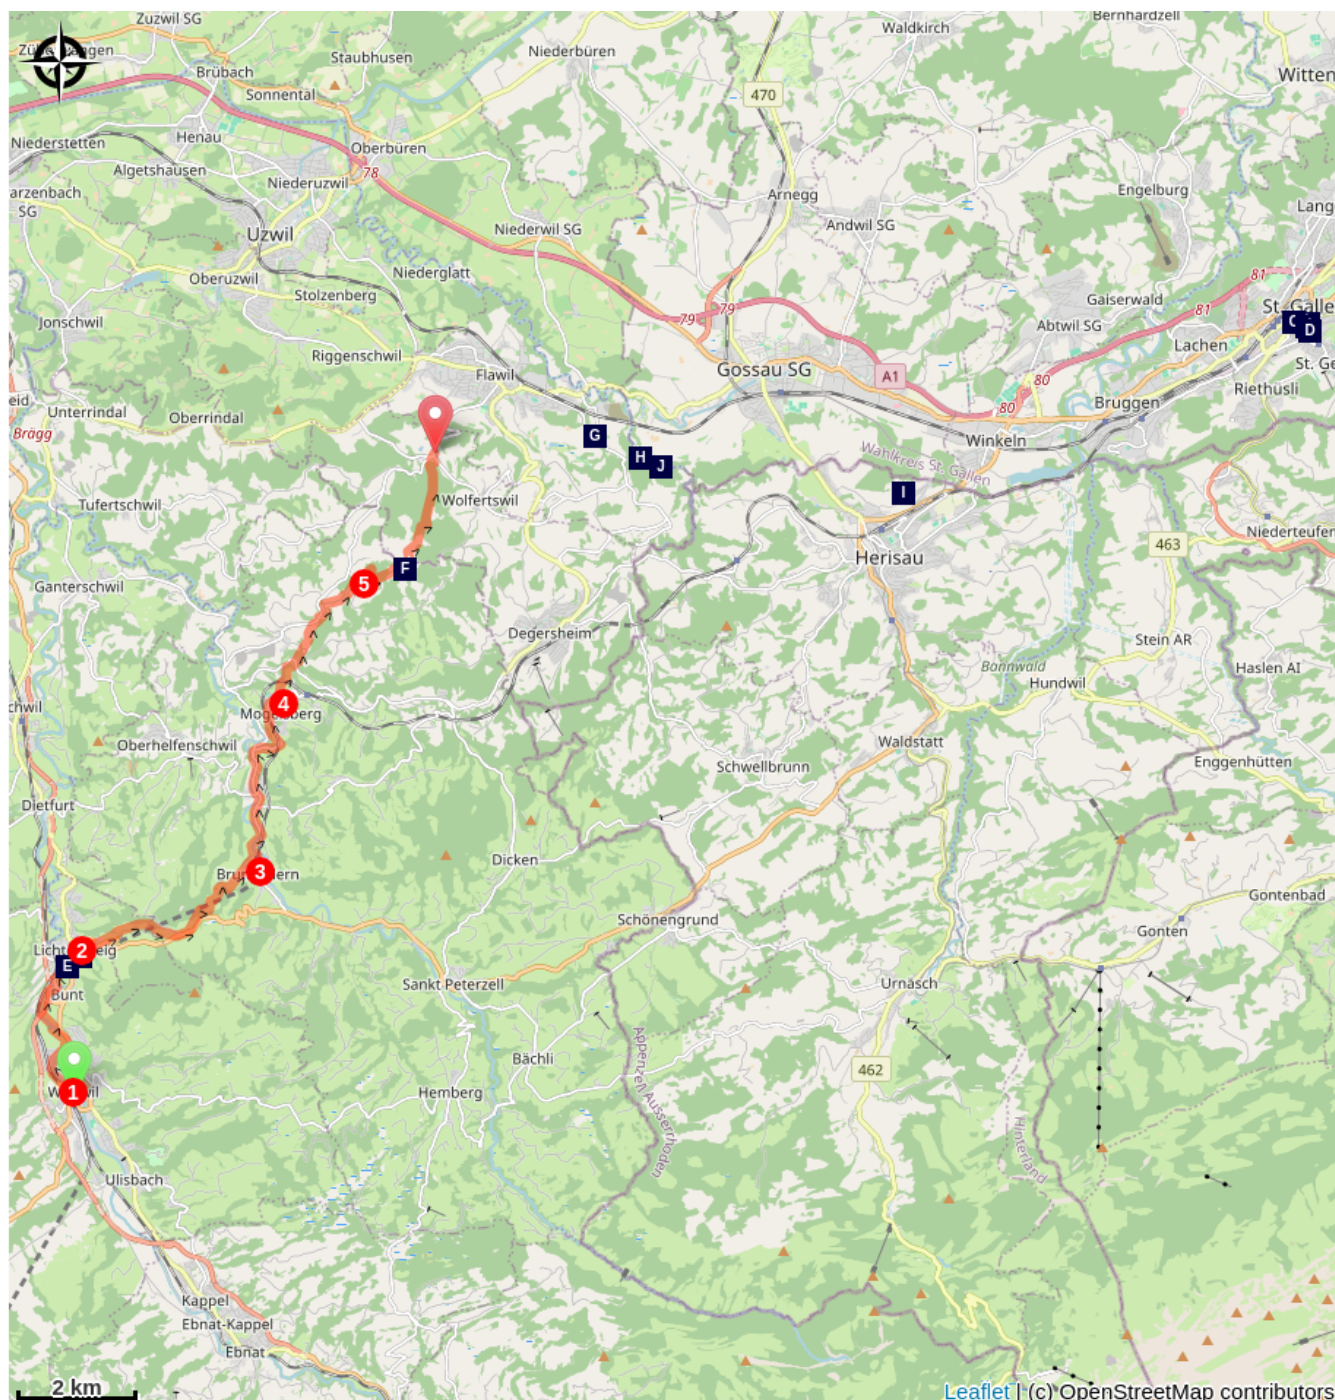 Zuzwil SG
Bernhardzell
Waldkirch
Staubhusen
Niederbüren
Brübach
Sonnental
470
Henau
Niederstetten
Oberbüren
78
Algetshausen
Niederuzwil
arzenbach
SG
Engelburg
Arnegg
Andwil SG
Uzwil
Niederwil SG
Oberuzwil
Niederglatt
Stolzenberg
81
81
Gaiserwald
Jonschwil
79
79
Abtwil SG
St. Galle
C
D
Lachen
Riggenschwil
Flawil
Gossau SG
A1
80
80
St. Ge
Riethüsli
eid
Unterrindal
Oberrindal
Brägg
Bruggen
Winkeln
G
H
J
Wahlkreis St. Gallen
I
Tufertschwil
Wolfertswil
Niederteufen
463
Herisau
F
5
Ganterschwil
Degersheim
Stein AR
Bannwald
Haslen AI
Hundwil
chwil
4
Oberhelfenschwil
Waldstatt
Schwellbrunn
Enggenhütten
Dietfurt
Dicken
3
Gontenbad
Schönengrund
Gonten
2
E
Bunt
Sankt Peterzell
Urnäsch
Bächli
462
Appenzell Ausserrhoden
Hemberg
1
Hinterland
Ulisbach
Kappel
Ebnat-Kappel
Ebnat
2 km
Leaflet | (c) OpenStreetMap contributors